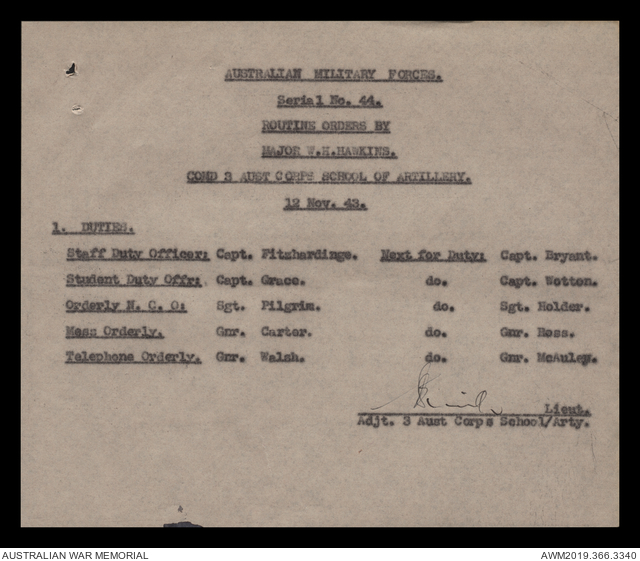 AUSTRALIAN MILITARY FORCES.
Serial No. 44.
ROUTINE ORDERS BY
MAJOR W.H.HAWKINS.
COMD 3 AUST CORPS SCHOOL OF ARTILLERY.
12 Nov. 43.
1. DUTIES.
Staff Duty Officer: Capt. Fitzhardinge. Next for Duty: Capt. Bryant.
Student Duty Offr: Capt. Grace. do. Capt. Wotton.
Orderly N. C. O: Sgt. Pilgrim. do. Sgt. Holder.
Mess Orderly. Gnr. Carter. do. Gnr. Ross.
Telephone Orderly. Gnr. Walsh. do. Gnr. McAuley.
Lieut.
Adjt. 3 Aust Corps School/Arty.
AUSTRALIAN WAR MEMORIAL AWM2019.366.3340